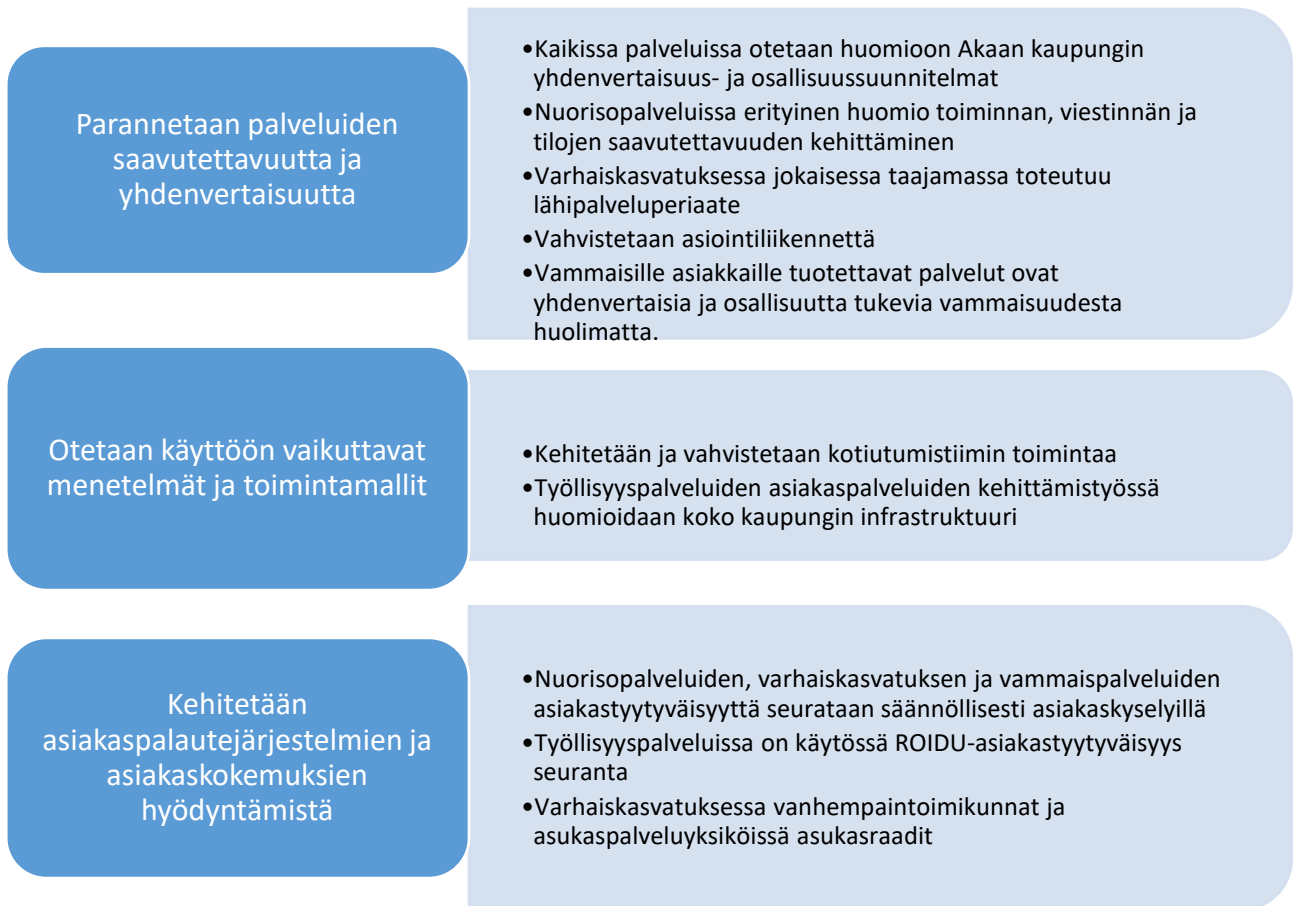 Parannetaan palveluiden
saavutettavuutta ja
yhdenvertaisuutta
•Kaikissa palveluissa otetaan huomioon Akaan kaupungin
yhdenvertaisuus- ja osallisuussuunnitelmat
•Nuorisopalveluissa erityinen huomio toiminnan, viestinnän ja
tilojen saavutettavuuden kehittäminen
•Varhaiskasvatuksessa jokaisessa taajamassa toteutuu
lähipalveluperiaate
•Vahvistetaan asiointiliikennettä
•Vammaisille asiakkaille tuotettavat palvelut ovat
yhdenvertaisia ja osallisuutta tukevia vammaisuudesta
huolimatta.
Otetaan käyttöön vaikuttavat
menetelmät ja toimintamallit
•Kehitetään ja vahvistetaan kotiutumistiimin toimintaa
•Työllisyyspalveluiden asiakaspalveluiden kehittämistyössä
huomioidaan koko kaupungin infrastruktuuri
Kehitetään
asiakaspalautejärjestelmien ja
asiakaskokemuksien
hyödyntämistä
•Nuorisopalveluiden, varhaiskasvatuksen ja vammaispalveluiden
asiakastyytyväisyyttä seurataan säännöllisesti asiakaskyselyillä
•Työllisyyspalveluissa on käytössä ROIDU-asiakastyytyväisyys
seuranta
•Varhaiskasvatuksessa vanhempaintoimikunnat ja
asukaspalveluyksiköissä asukasraadit